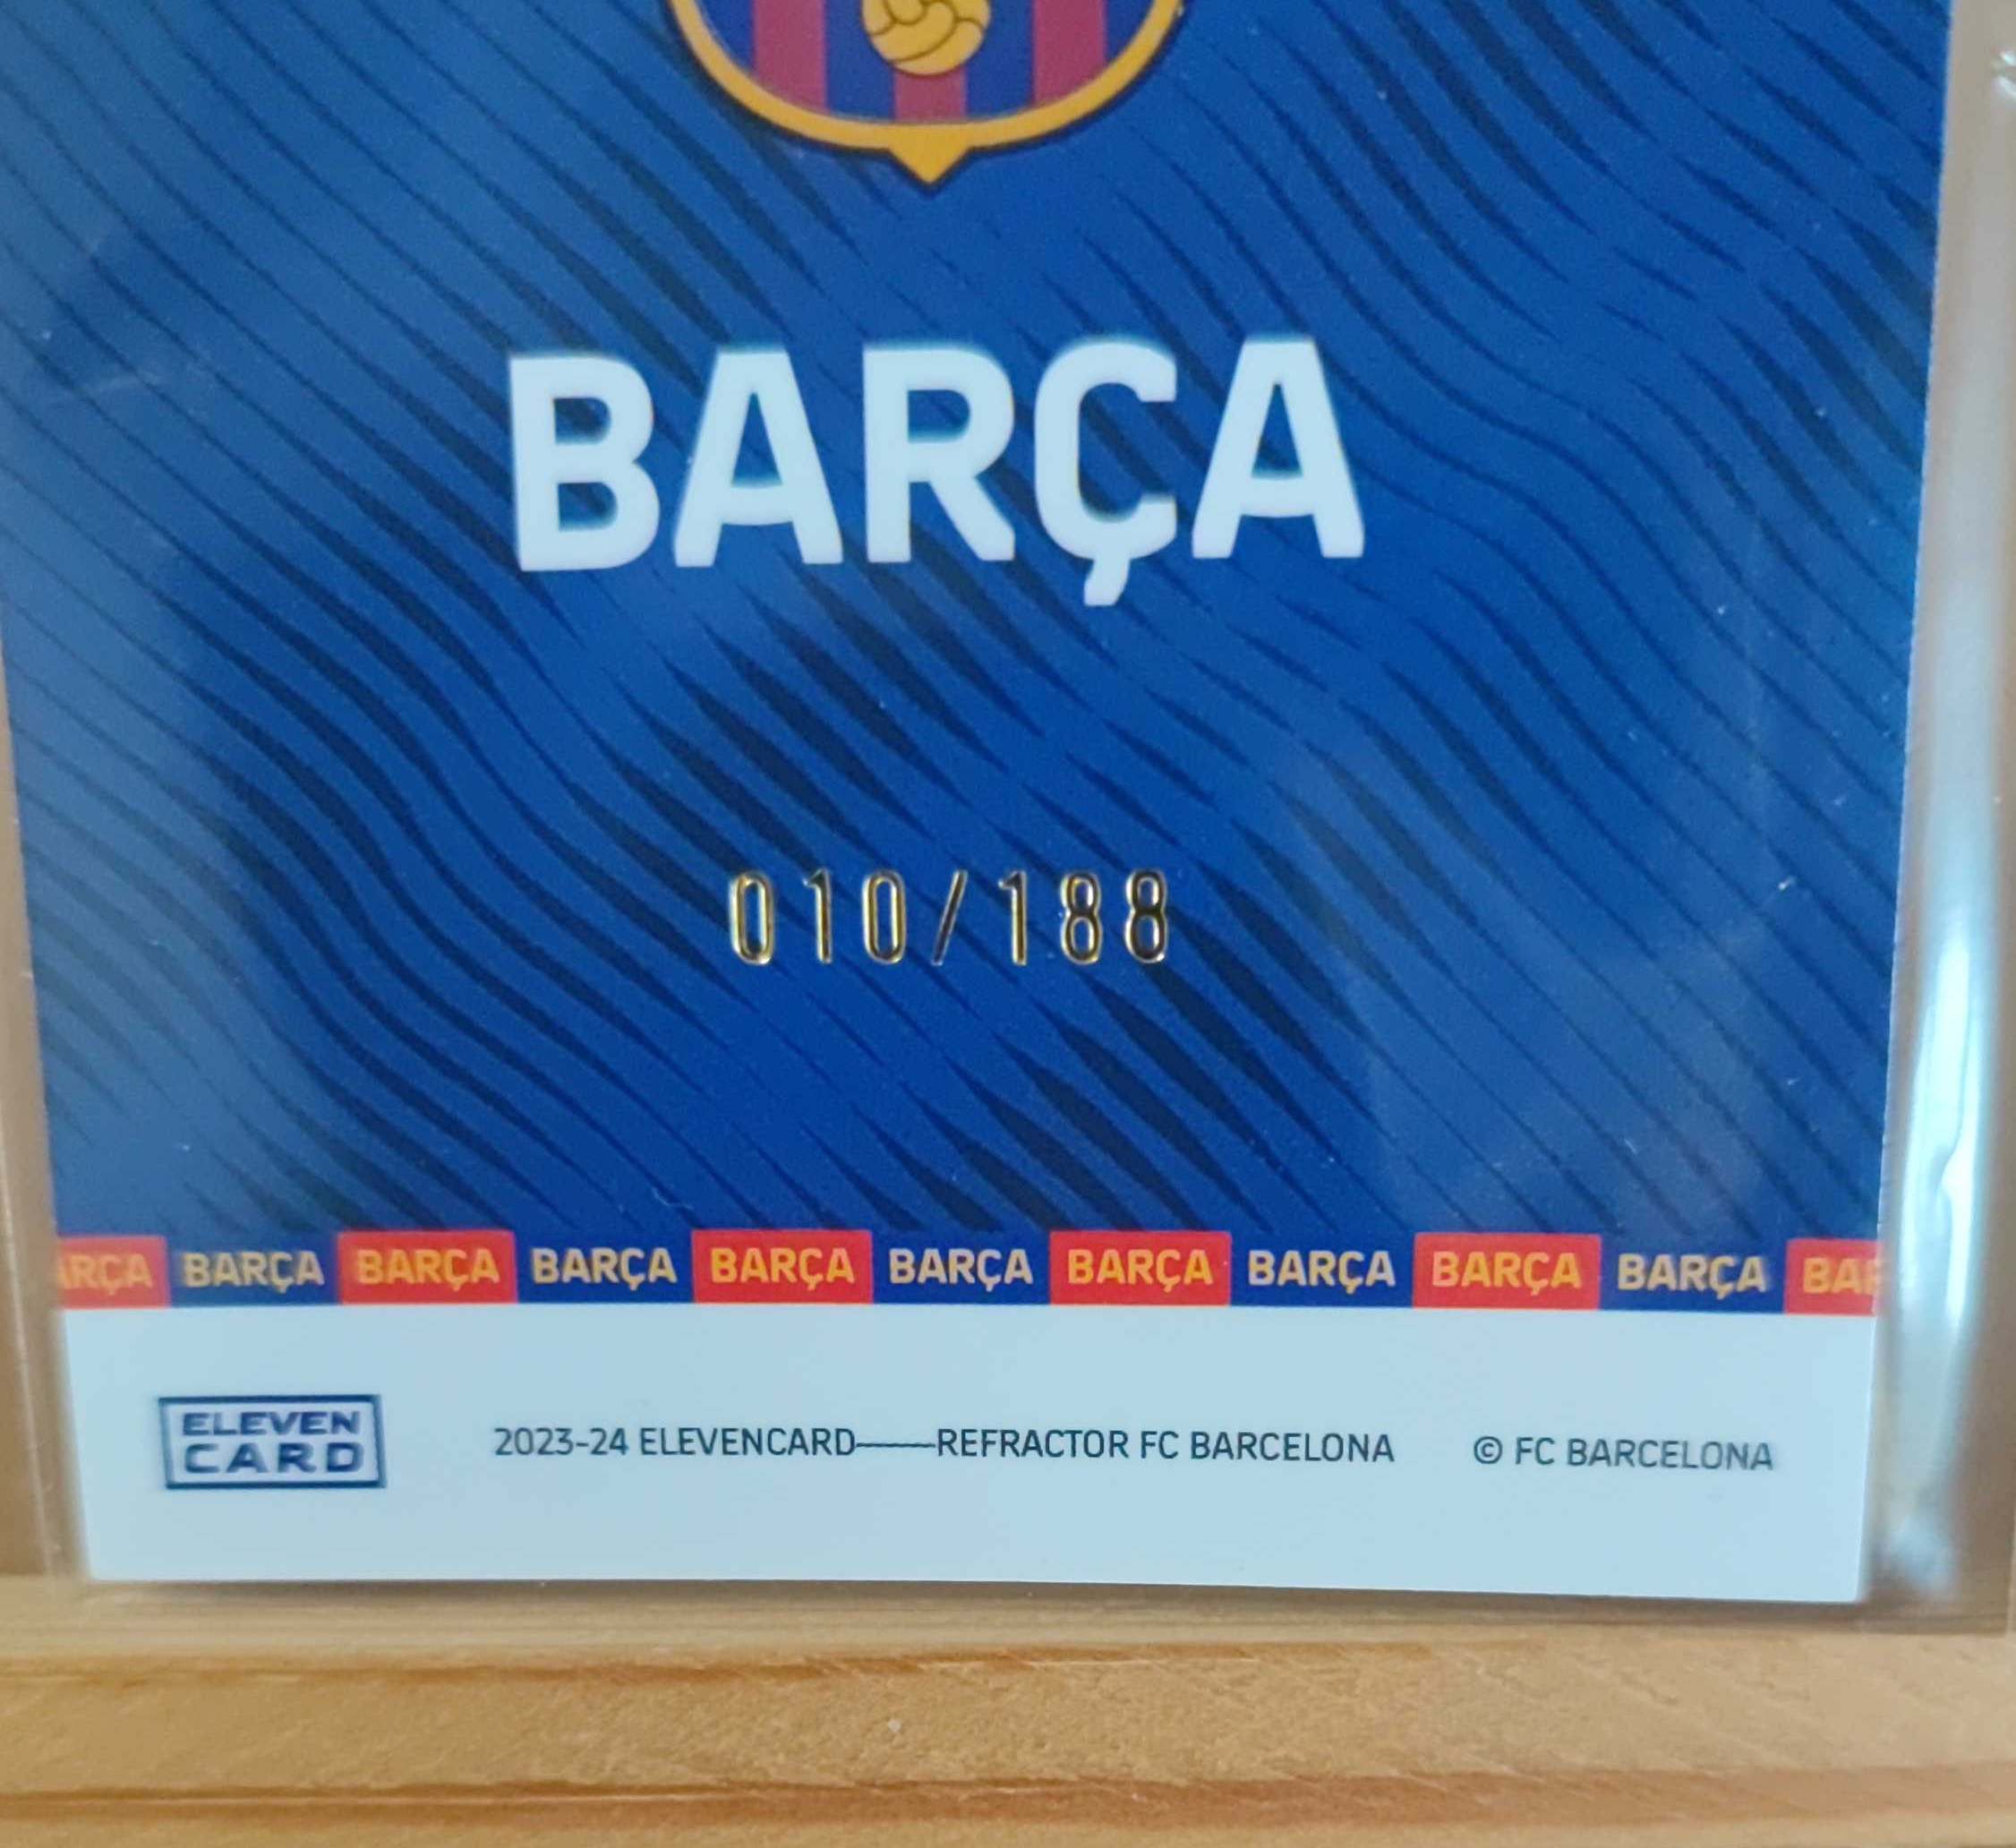 BARÇA
010/188
ARÇA BARÇA BARÇA BARÇA BARÇA BARÇA BARÇA BARÇA BARÇA BARÇA BAR
ELEVEN
CARD
2023-24 ELEVENCARD——REFRACTOR FC BARCELONA
© FC BARCELONA